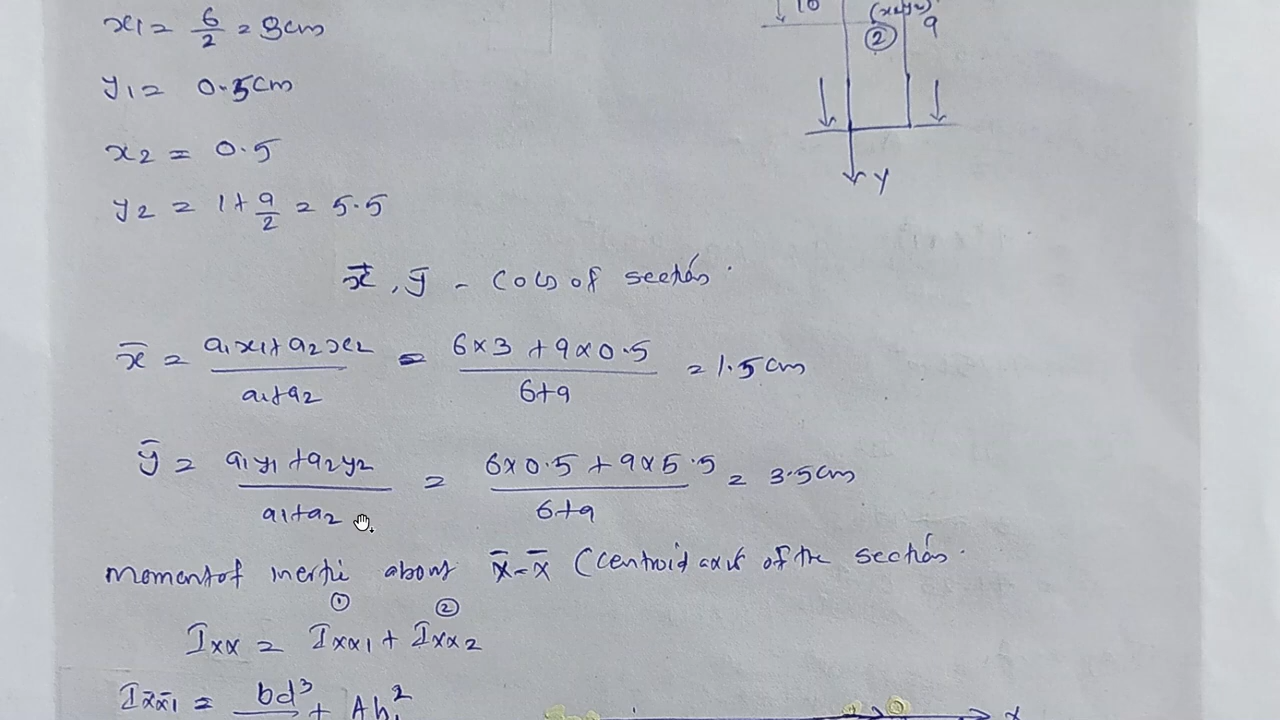 x1 = 6/2 = 3cm
y1 = 0.5cm
x2 = 0.5
y2 = 1 + 9/2 = 5.5
10
(x2, y2)
②
9
Y
x̄, ȳ - COG of section.
x̄ = (a1x1 + a2x2)/(a1+a2) = (6×3 + 9×0.5)/(6+9) = 1.5cm
ȳ = (a1y1 + a2y2)/(a1+a2) = (6×0.5 + 9×5.5)/(6+9) = 3.5cm
Moment of inertia about x̄-x̄ (centroid axis of the section.
① ②
Ixx = Ixx1 + Ixx2
Ix̄x̄1 = bd³ + Ah1²
x